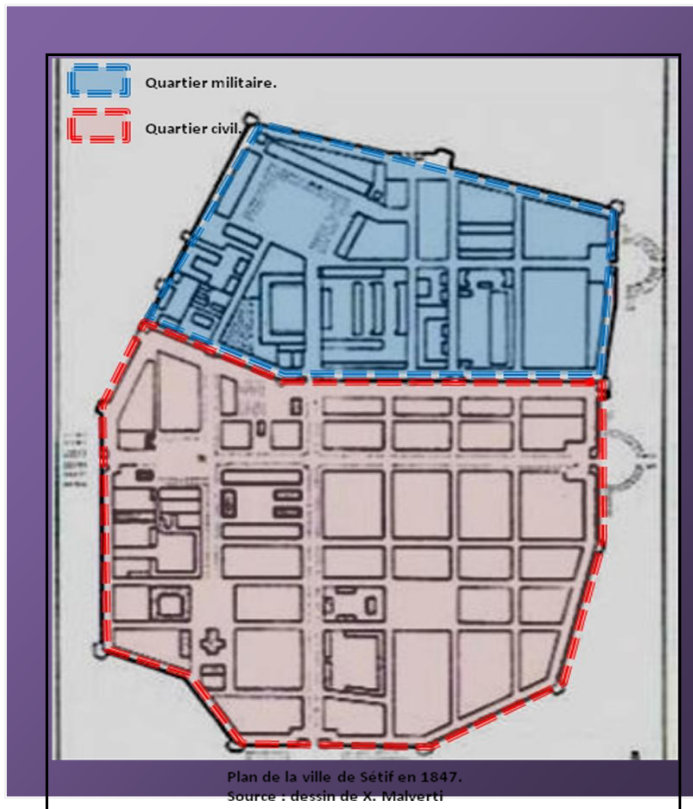 Quartier militaire.
Quartier civil.
Plan de la ville de Sétif en 1847.
Source : dessin de X. Malverti